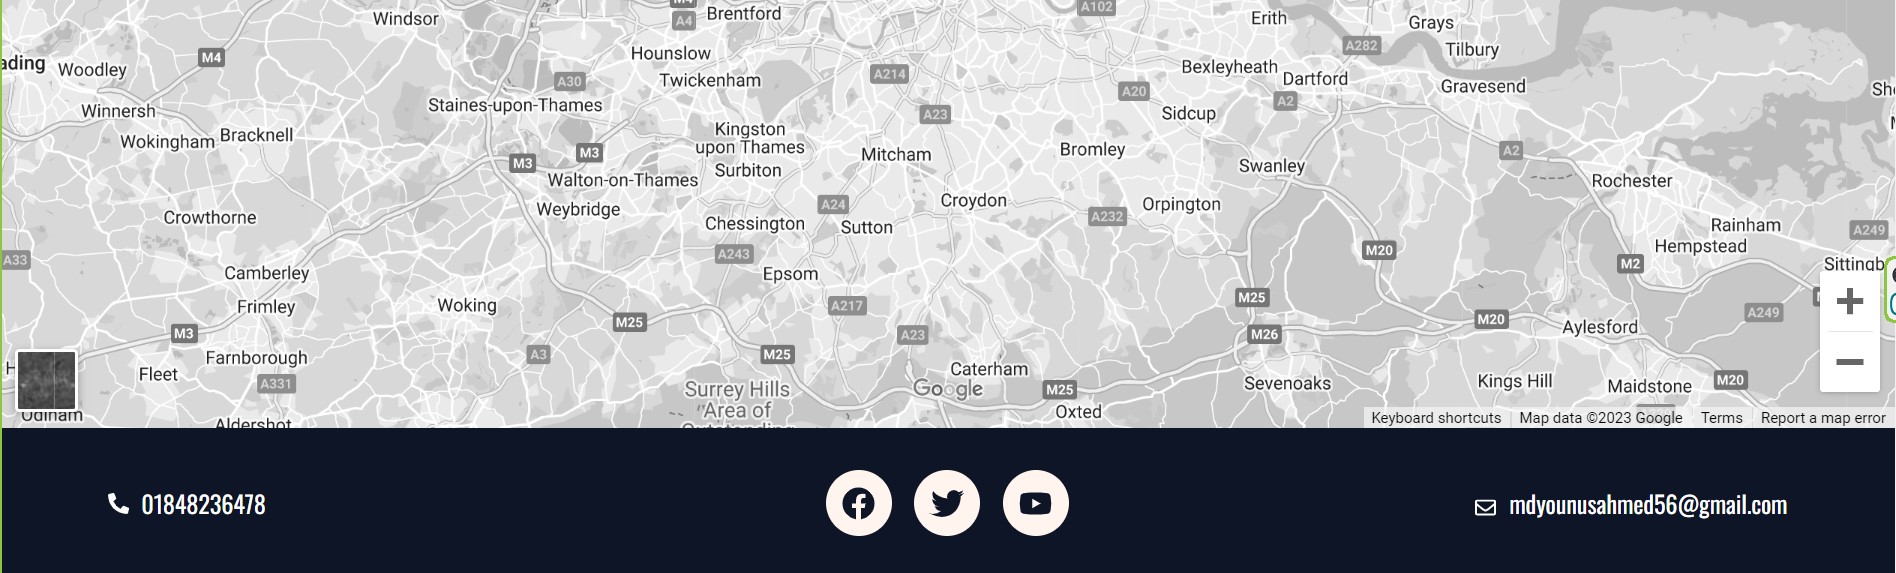 Windsor
M4
A4
Brentford
A102
Erith
Grays
ading
Woodley
M4
Hounslow
A282
Tilbury
A30
Twickenham
A214
Bexleyheath
Dartford
Gravesend
Winnersh
Staines-upon-Thames
A20
A2
Wokingham
Bracknell
A23
Sidcup
Kingston
upon Thames
M3
M3
Mitcham
Bromley
Swanley
A2
Surbiton
Walton-on-Thames
Rochester
Crowthorne
Weybridge
A24
Croydon
A232
Orpington
Chessington
Sutton
Rainham
A249
Hempstead
A33
A243
M20
M2
Camberley
Epsom
Sittingb
Frimley
Woking
A217
M25
A249
M3
M25
A23
M26
M20
Aylesford
Farnborough
A3
M25
Caterham
Fleet
A331
Surrey Hills
Area of
Outstanding
Google
M25
Sevenoaks
Kings Hill
Maidstone
M20
Odiham
Aldershot
Oxted
Keyboard shortcuts Map data ©2023 Google Terms Report a map error
01848236478
mdyounusahmed56@gmail.com